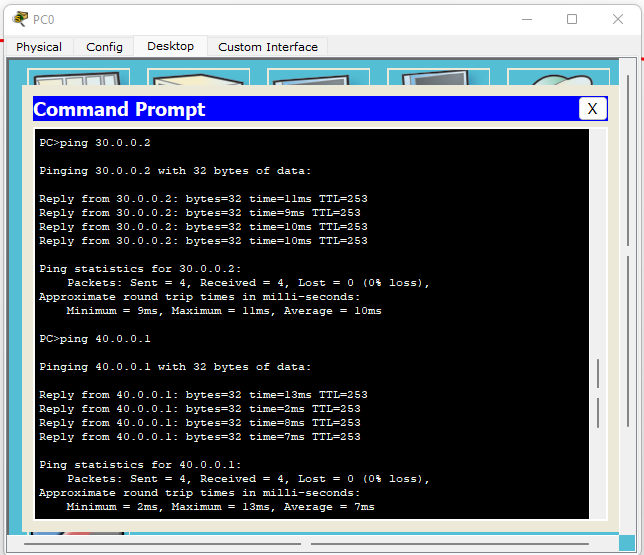 PC0
Physical Config Desktop Custom Interface
Command Prompt X
PC>ping 30.0.0.2
Pinging 30.0.0.2 with 32 bytes of data:
Reply from 30.0.0.2: bytes=32 time=11ms TTL=253
Reply from 30.0.0.2: bytes=32 time=9ms TTL=253
Reply from 30.0.0.2: bytes=32 time=10ms TTL=253
Reply from 30.0.0.2: bytes=32 time=10ms TTL=253
Ping statistics for 30.0.0.2:
Packets: Sent = 4, Received = 4, Lost = 0 (0% loss),
Approximate round trip times in milli-seconds:
Minimum = 9ms, Maximum = 11ms, Average = 10ms
PC>ping 40.0.0.1
Pinging 40.0.0.1 with 32 bytes of data:
Reply from 40.0.0.1: bytes=32 time=13ms TTL=253
Reply from 40.0.0.1: bytes=32 time=2ms TTL=253
Reply from 40.0.0.1: bytes=32 time=8ms TTL=253
Reply from 40.0.0.1: bytes=32 time=7ms TTL=253
Ping statistics for 40.0.0.1:
Packets: Sent = 4, Received = 4, Lost = 0 (0% loss),
Approximate round trip times in milli-seconds:
Minimum = 2ms, Maximum = 13ms, Average = 7ms